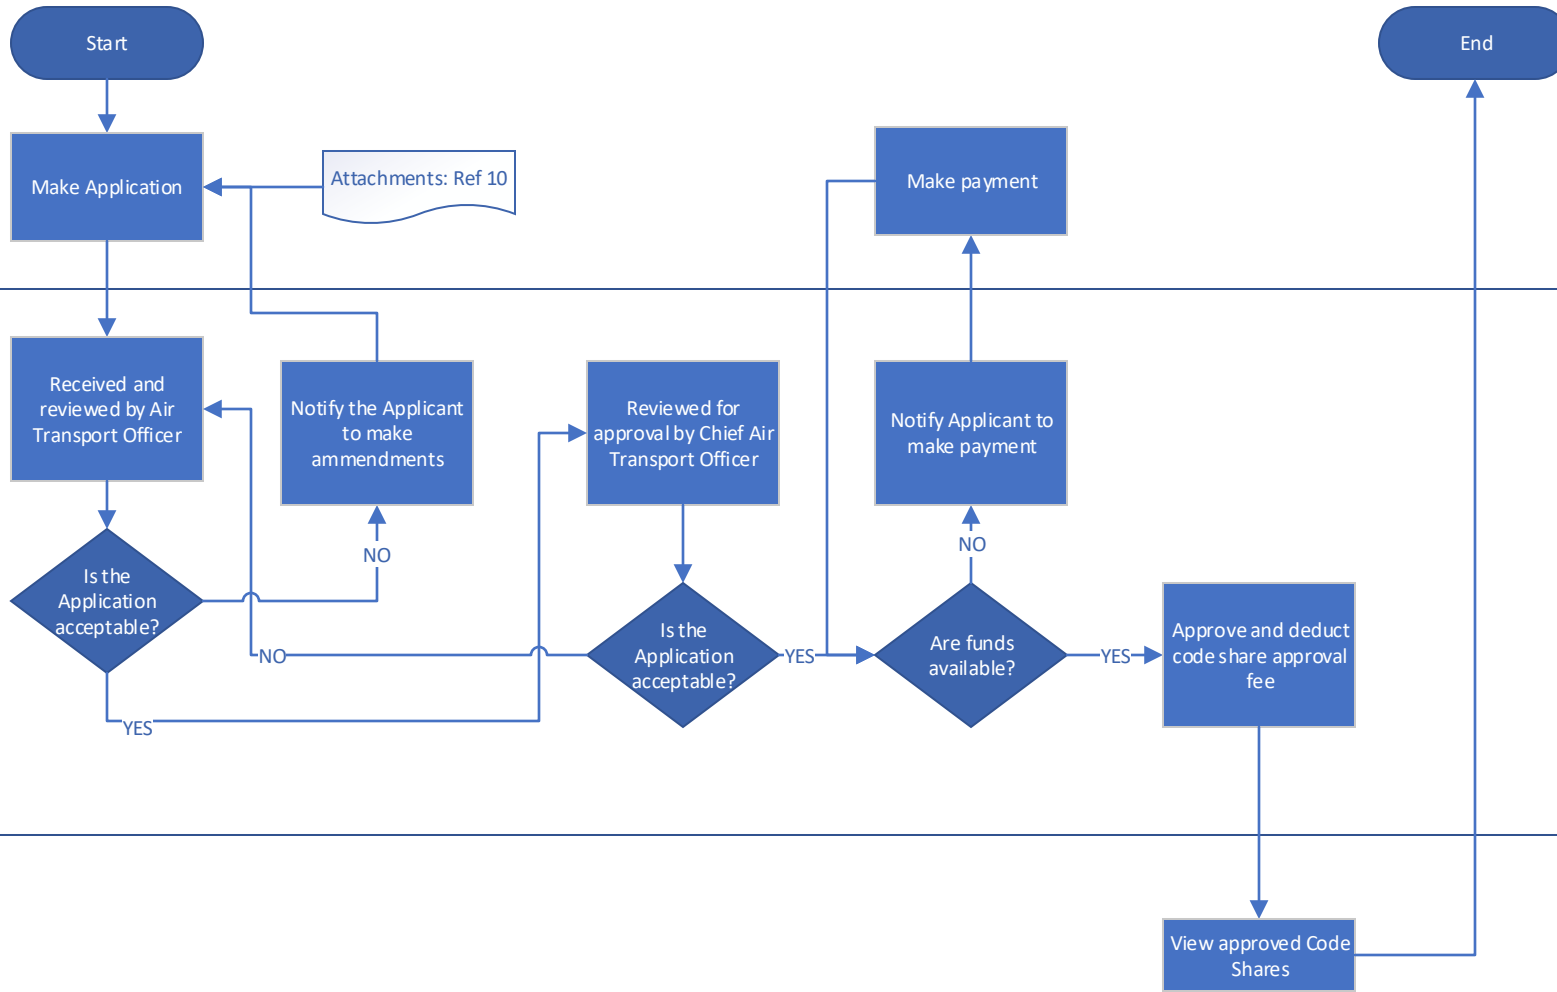 Start
End
Make Application
Attachments: Ref 10
Make payment
Received and
reviewed by Air
Transport Officer
Notify the Applicant
to make
ammendments
Reviewed for
approval by Chief Air
Transport Officer
Notify Applicant to
make payment
NO
NO
Is the
Application
acceptable?
NO
Is the
Application
acceptable?
YES
Are funds
available?
YES
Approve and deduct
code share approval
fee
YES
View approved Code
Shares